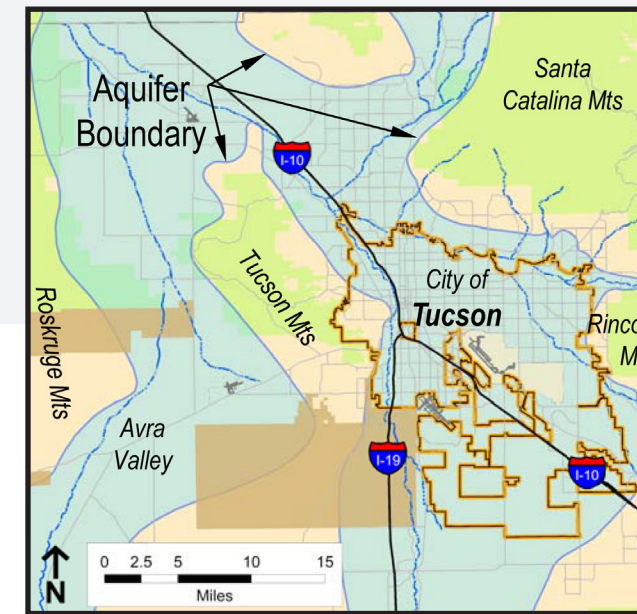 Santa
Catalina Mts
Aquifer
Boundary
I-10
Tucson Mts
City of
Tucson
Roskruge Mts
Avra
Valley
I-19
I-10
N
0 2.5 5 10 15
Miles